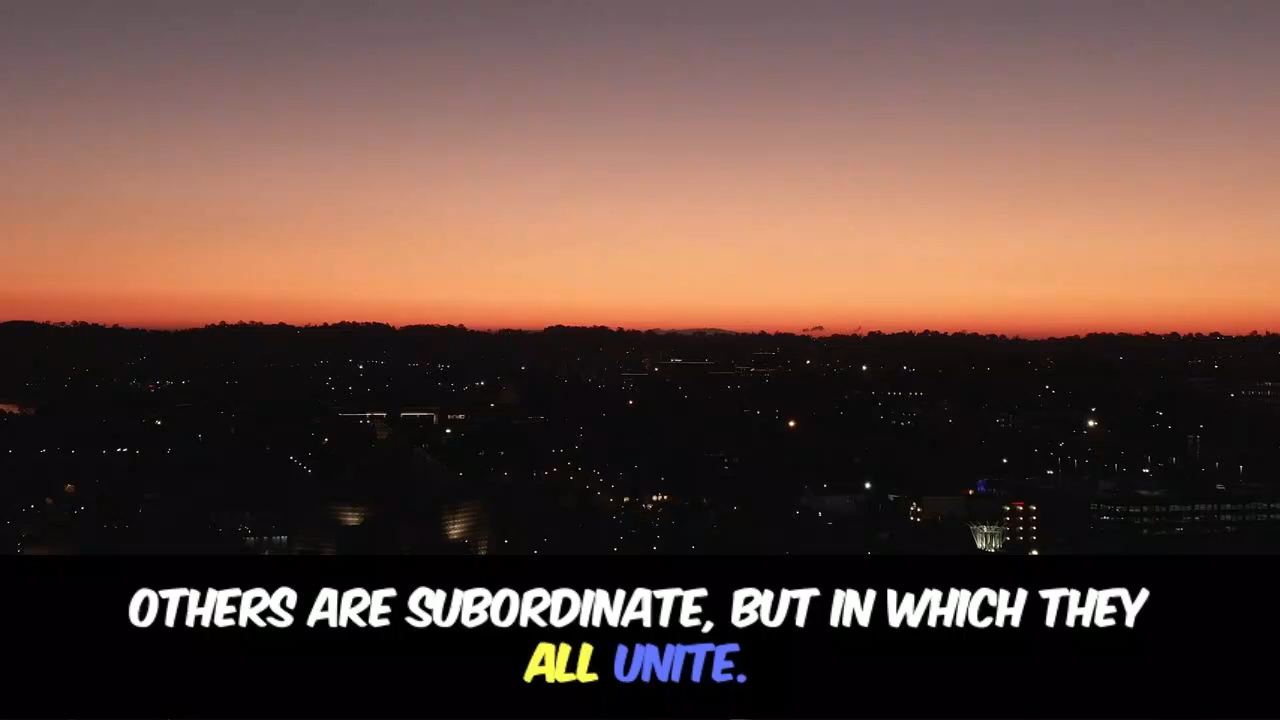 OTHERS ARE SUBORDINATE, BUT IN WHICH THEY
ALL UNITE.